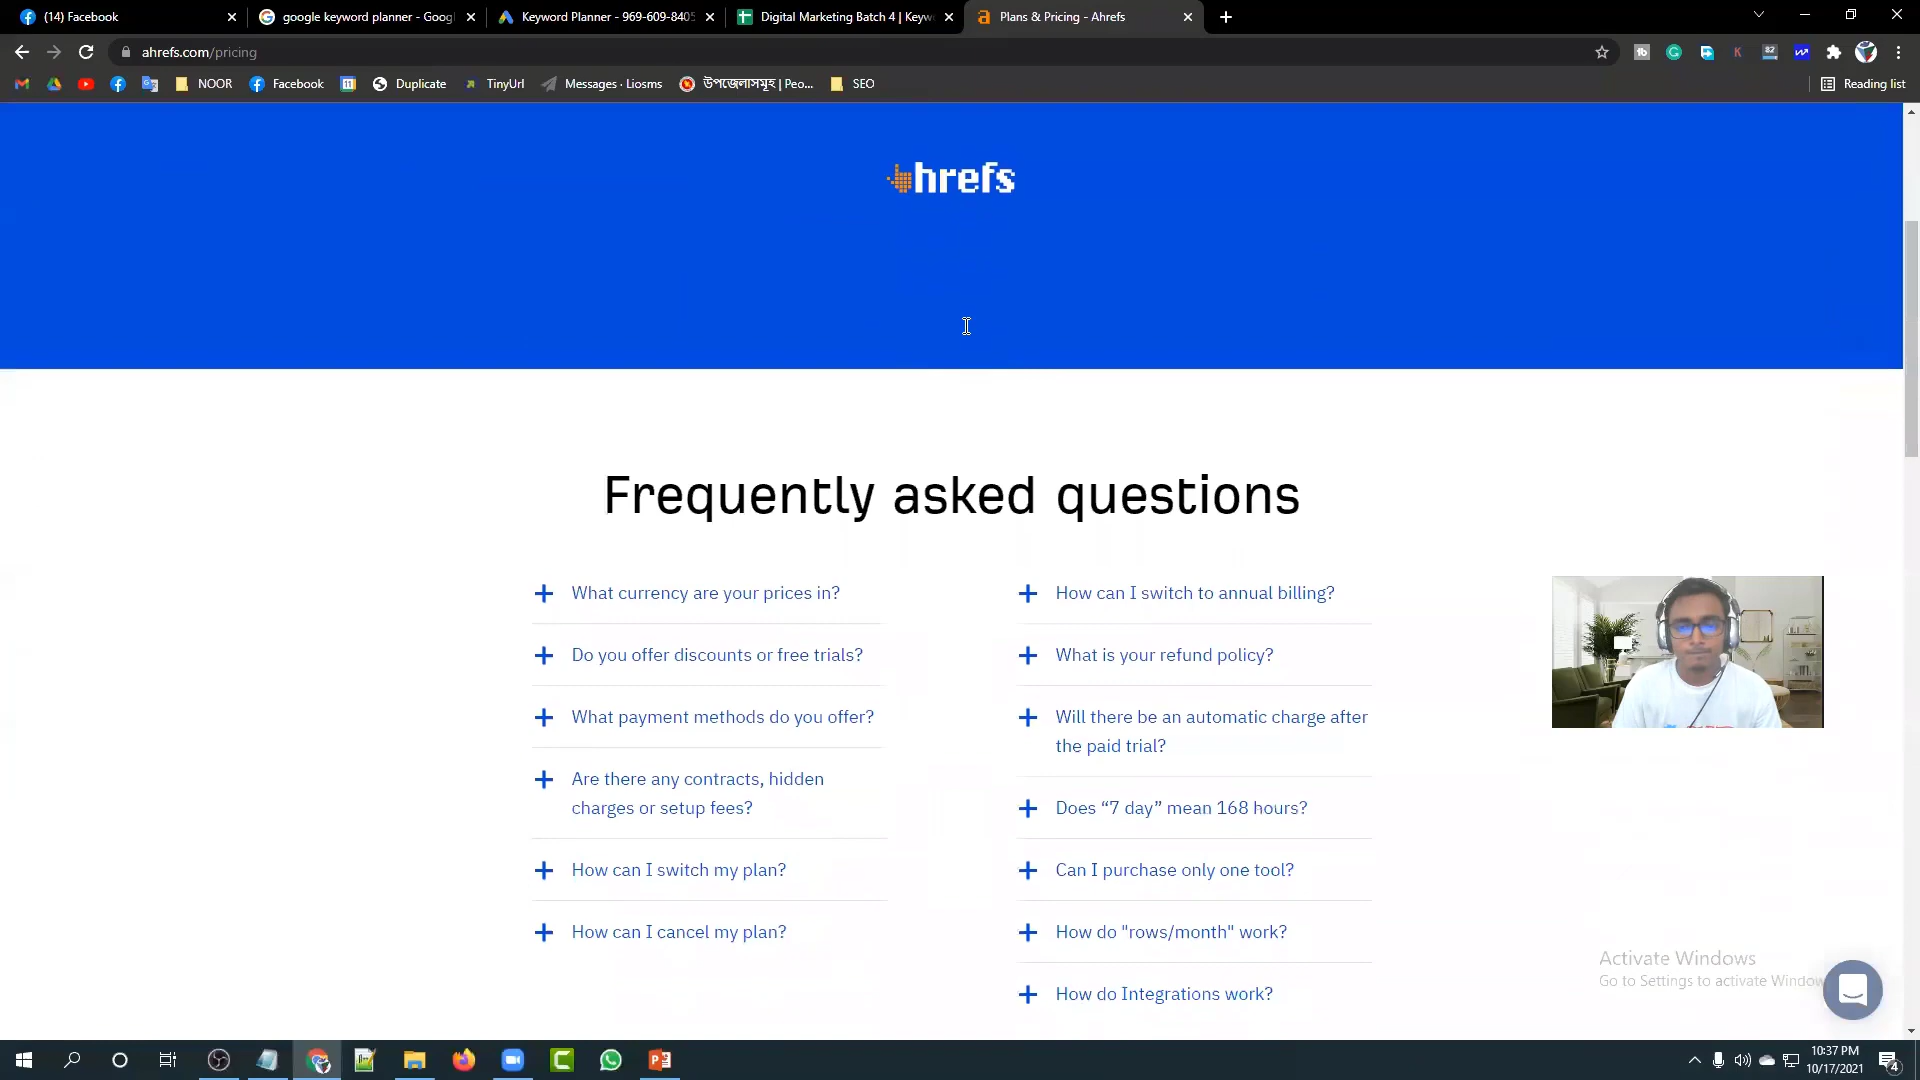 (14) Facebook
google keyword planner - Googl
Keyword Planner - 969-609-8405
Digital Marketing Batch 4 | Keyw
Plans & Pricing - Ahrefs
ahrefs.com/pricing
NOOR
Facebook
Duplicate
TinyUrl
Messages · Liosms
উপজেলাসমূহ | Peo...
SEO
Reading list
hrefs
Frequently asked questions
What currency are your prices in?
Do you offer discounts or free trials?
What payment methods do you offer?
Are there any contracts, hidden
charges or setup fees?
How can I switch my plan?
How can I cancel my plan?
How can I switch to annual billing?
What is your refund policy?
Will there be an automatic charge after
the paid trial?
Does “7 day” mean 168 hours?
Can I purchase only one tool?
How do "rows/month" work?
How do Integrations work?
Activate Windows
Go to Settings to activate Window
10:37 PM
10/17/2021
4